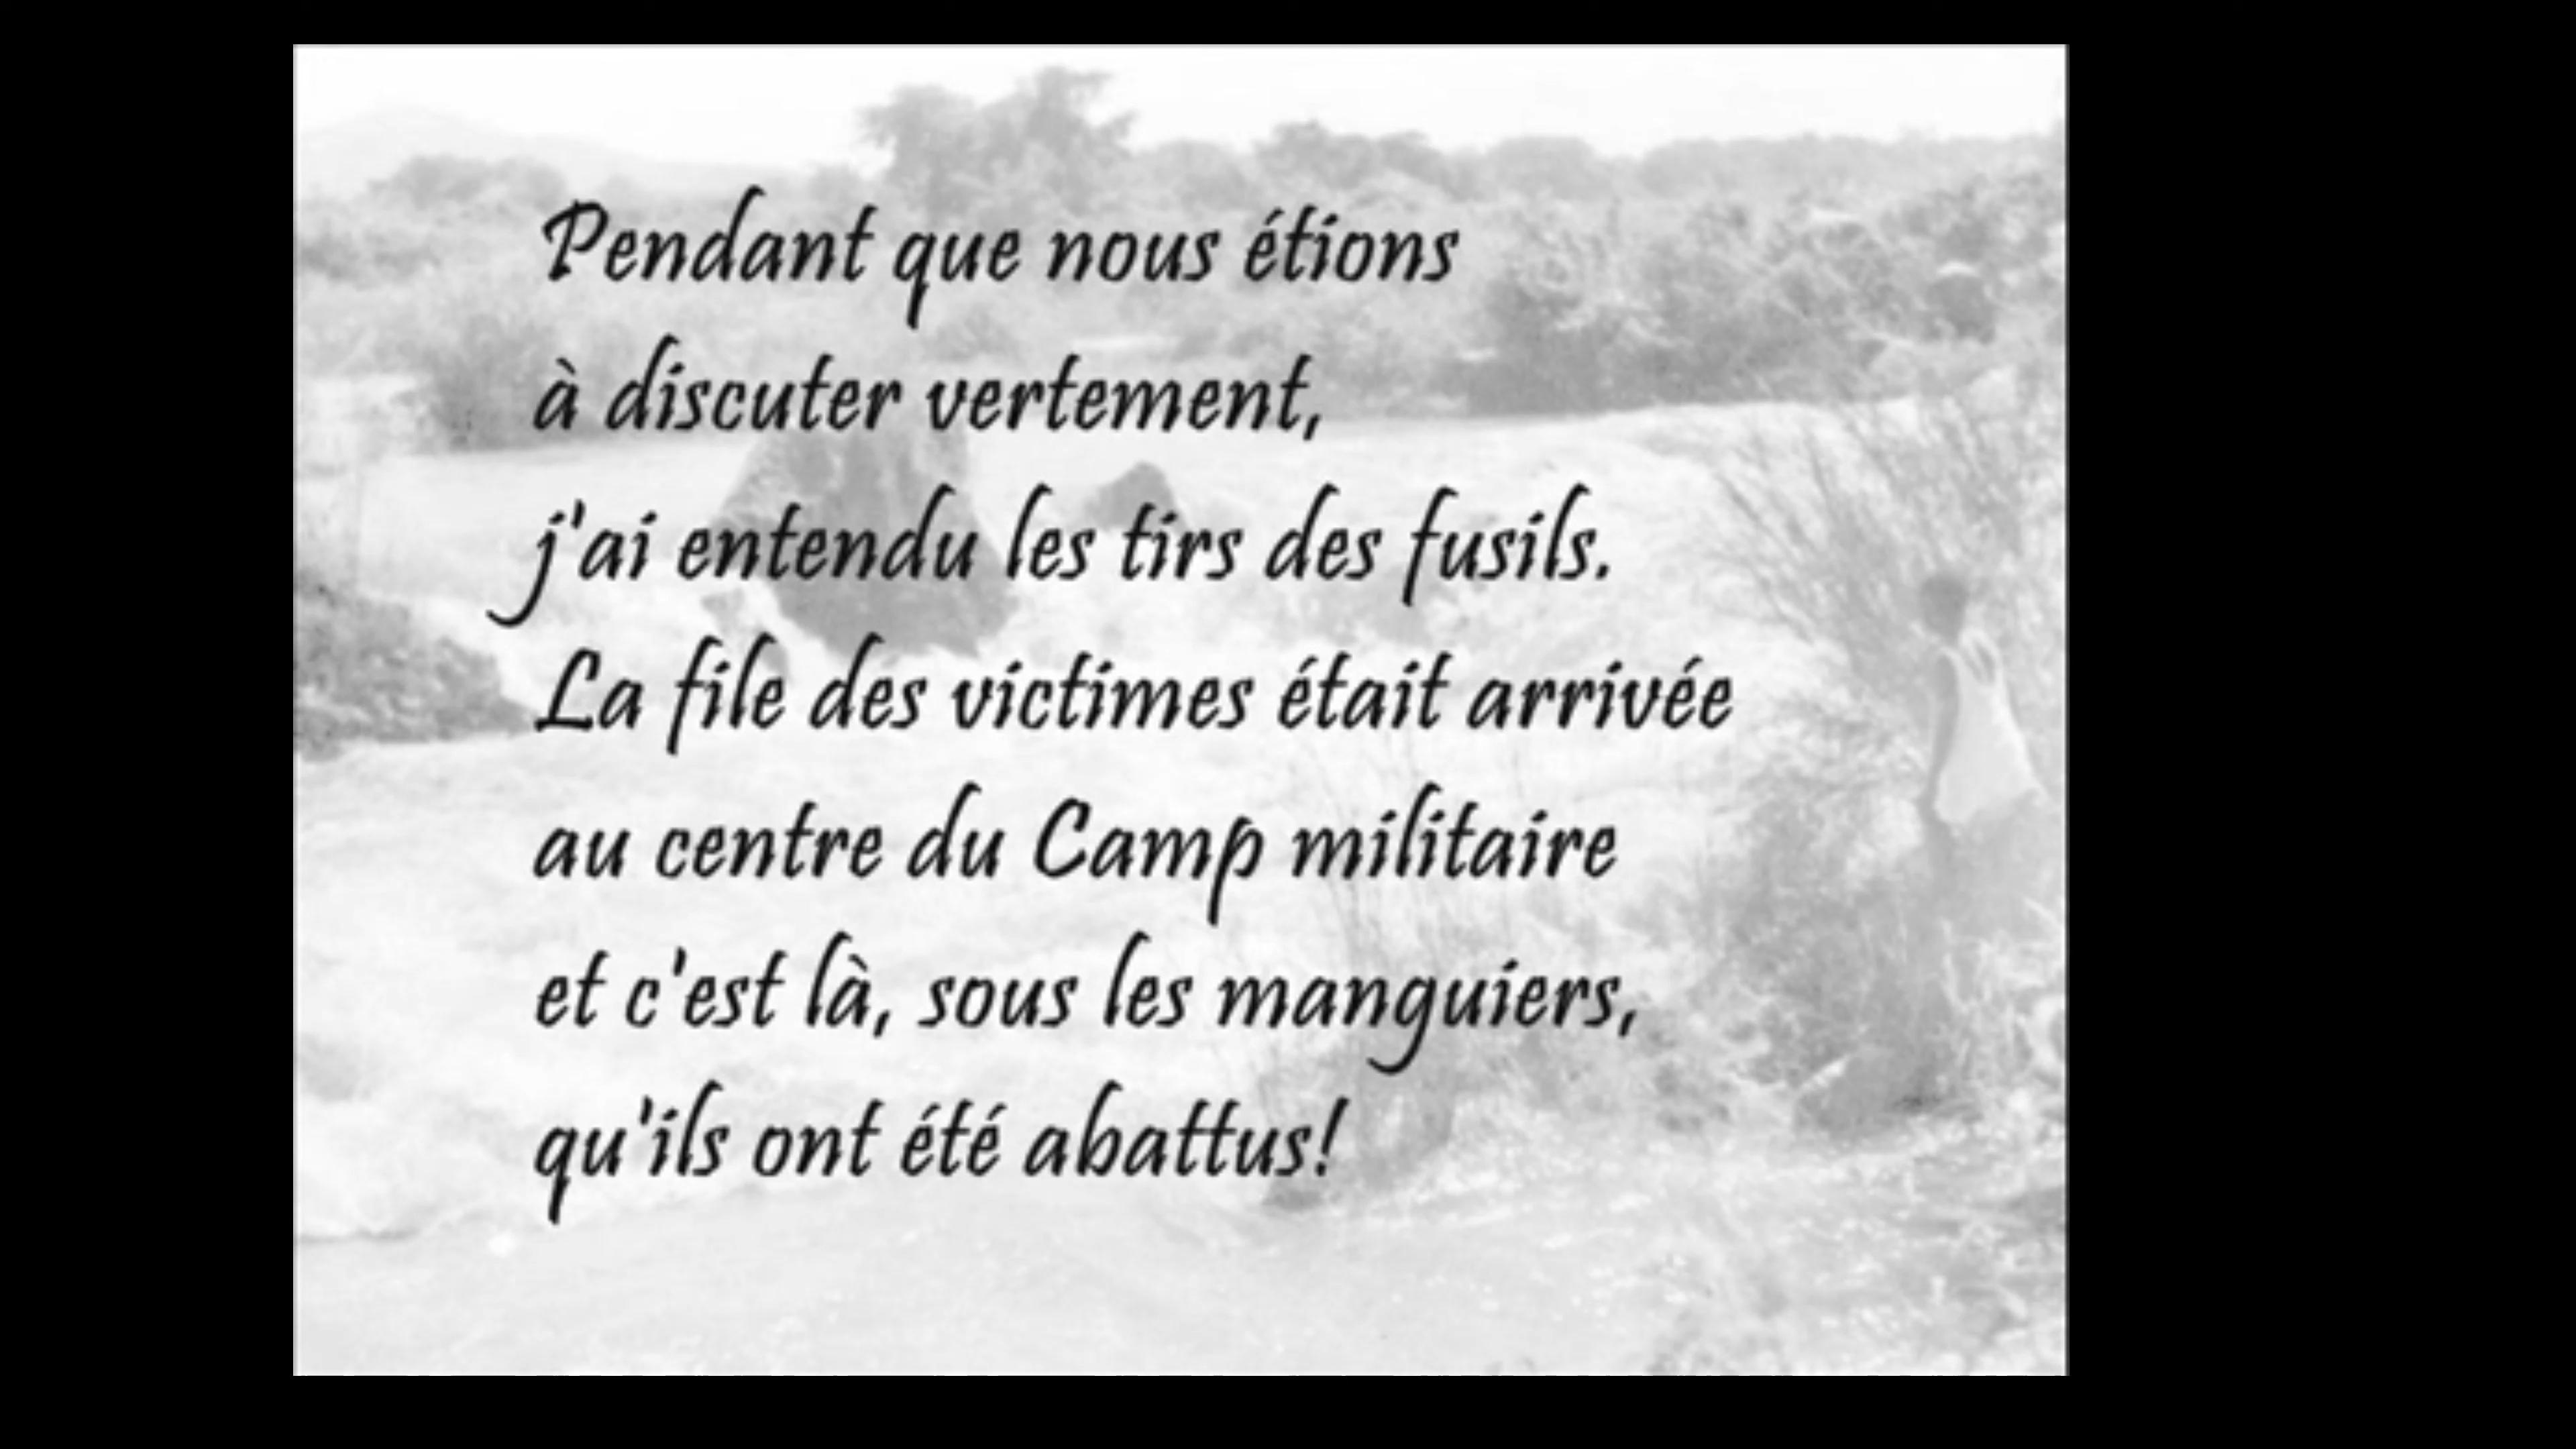 Pendant que nous étions
à discuter vertement,
j'ai entendu les tirs des fusils.
La file des victimes était arrivée
au centre du Camp militaire
et c'est là, sous les manguiers,
qu'ils ont été abattus!